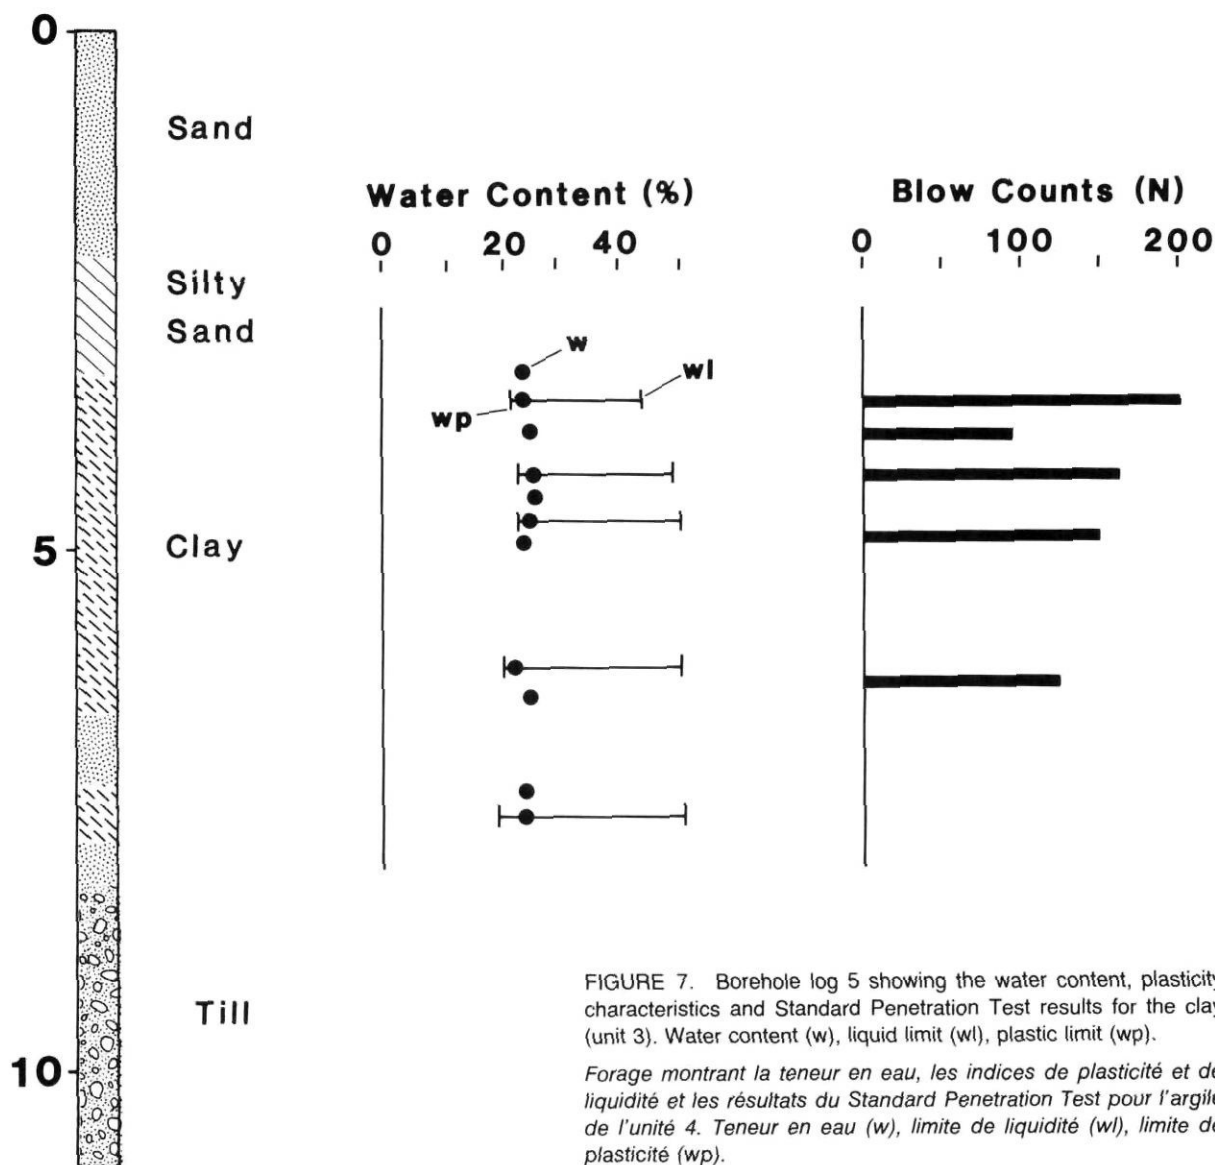 0
Sand
Water Content (%)
0 20 40
Blow Counts (N)
0 100 200
Silty
Sand
w
wl
wp
5
Clay
Till
10
FIGURE 7. Borehole log 5 showing the water content, plasticity
characteristics and Standard Penetration Test results for the clay
(unit 3). Water content (w), liquid limit (wl), plastic limit (wp).
Forage montrant la teneur en eau, les indices de plasticité et de
liquidité et les résultats du Standard Penetration Test pour l'argile
de l'unité 4. Teneur en eau (w), limite de liquidité (wl), limite de
plasticité (wp).